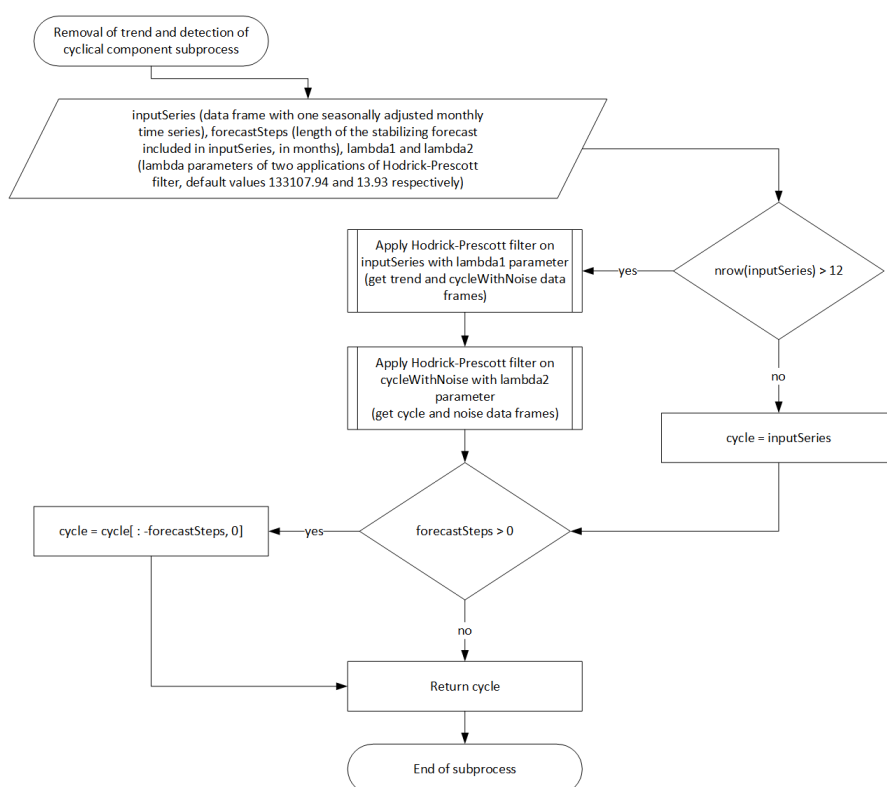 Removal of trend and detection of
cyclical component subprocess
inputSeries (data frame with one seasonally adjusted monthly
time series), forecastSteps (length of the stabilizing forecast
included in inputSeries, in months), lambda1 and lambda2
(lambda parameters of two applications of Hodrick-Prescott
filter, default values 133107.94 and 13.93 respectively)
nrow(inputSeries) > 12
yes
Apply Hodrick-Prescott filter on
inputSeries with lambda1 parameter
(get trend and cycleWithNoise data
frames)
Apply Hodrick-Prescott filter on
cycleWithNoise with lambda2
parameter
(get cycle and noise data frames)
no
cycle = inputSeries
forecastSteps > 0
yes
cycle = cycle[ : -forecastSteps, 0]
no
Return cycle
End of subprocess